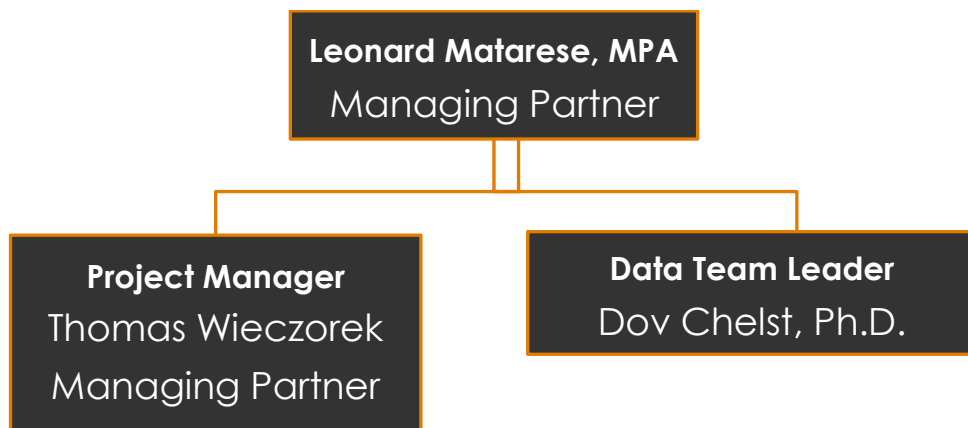 Leonard Matarese, MPA
Managing Partner
Project Manager
Thomas Wieczorek
Managing Partner
Data Team Leader
Dov Chelst, Ph.D.